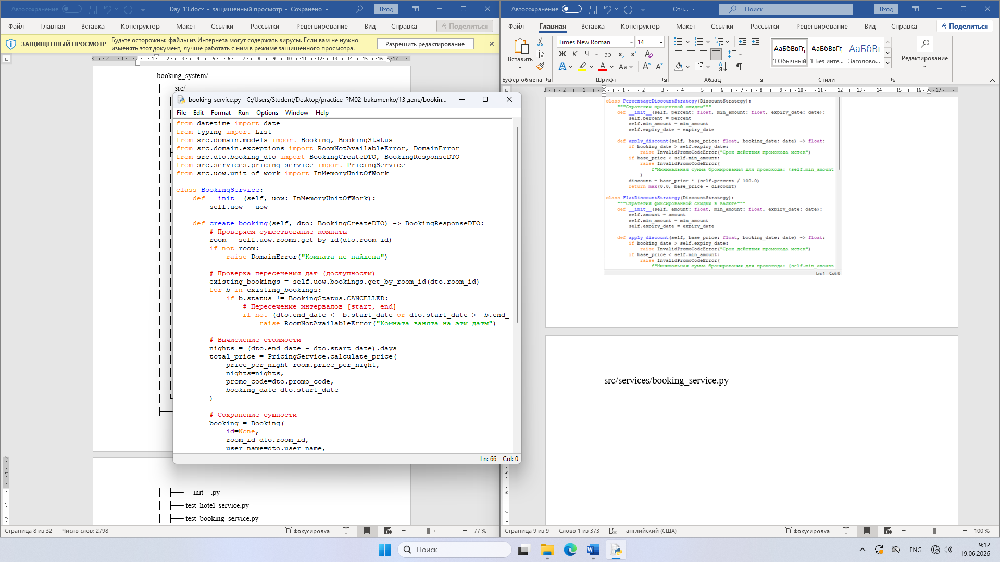 Автосохранение
Day_13.docx - защищенный просмотр - Сохранено
Вход
Файл Главная Вставка Конструктор Макет Ссылки Рассылки Рецензирование Вид Справка Поделиться
ЗАЩИЩЕННЫЙ ПРОСМОТР Будьте осторожны: файлы из Интернета могут содержать вирусы. Если вам не нужно
изменять этот документ, лучше работать с ним в режиме защищенного просмотра.
Разрешить редактирование
booking_system/
├── src/
booking_service.py - C:/Users/Student/Desktop/practice_PM02_bakumenko/13 день/bookin...
File Edit Format Run Options Window Help
from datetime import date
from typing import List
from src.domain.models import Booking, BookingStatus
from src.domain.exceptions import RoomNotAvailableError, DomainError
from src.dto.booking_dto import BookingCreateDTO, BookingResponseDTO
from src.services.pricing_service import PricingService
from src.uow.unit_of_work import InMemoryUnitOfWork
class BookingService:
def __init__(self, uow: InMemoryUnitOfWork):
self.uow = uow
def create_booking(self, dto: BookingCreateDTO) -> BookingResponseDTO:
# Проверяем существование комнаты
room = self.uow.rooms.get_by_id(dto.room_id)
if not room:
raise DomainError("Комната не найдена")
# Проверка пересечения дат (доступности)
existing_bookings = self.uow.bookings.get_by_room_id(dto.room_id)
for b in existing_bookings:
if b.status != BookingStatus.CANCELLED:
# Пересечение интервалов [start, end]
if not (dto.end_date <= b.start_date or dto.start_date >= b.end_
raise RoomNotAvailableError("Комната занята на эти даты")
# Вычисление стоимости
nights = (dto.end_date - dto.start_date).days
total_price = PricingService.calculate_price(
price_per_night=room.price_per_night,
nights=nights,
promo_code=dto.promo_code,
booking_date=dto.start_date
)
# Сохранение сущности
booking = Booking(
id=None,
room_id=dto.room_id,
user_name=dto.user_name,
Ln: 66 Col: 0
│ ├── __init__.py
│ ├── test_hotel_service.py
│ ├── test_booking_service.py
Страница 8 из 32 Число слов: 2798 Фокусировка 77 %
Автосохранение
Отч...
Поиск
Вход
Файл Главная Вставка Конструктор Макет Ссылки Рассылки Рецензирование Вид Справка Поделиться
Вставить
Times New Roman 14
Ж К Ч ab x₂ x² A
A A Aa A A
АаБбВвГг, АаБбВвГг, АаБбВв
¶ Обычный ¶ Без инте... Заголово...
Редактирование
Буфер обмена Шрифт Абзац Стили
class PercentageDiscountStrategy(DiscountStrategy):
"""Стратегия процентной скидки"""
def __init__(self, percent: float, min_amount: float, expiry_date: date):
self.percent = percent
self.min_amount = min_amount
self.expiry_date = expiry_date
def apply_discount(self, base_price: float, booking_date: date) -> float:
if booking_date > self.expiry_date:
raise InvalidPromoCodeError("Срок действия промокода истек")
if base_price < self.min_amount:
raise InvalidPromoCodeError(
f"Минимальная сумма бронирования для промокода: {self.min_amount
)
discount = base_price * (self.percent / 100.0)
return max(0.0, base_price - discount)
class FlatDiscountStrategy(DiscountStrategy):
"""Стратегия фиксированной скидки в валюте"""
def __init__(self, amount: float, min_amount: float, expiry_date: date):
self.amount = amount
self.min_amount = min_amount
self.expiry_date = expiry_date
def apply_discount(self, base_price: float, booking_date: date) -> float:
if booking_date > self.expiry_date:
raise InvalidPromoCodeError("Срок действия промокода истек")
if base_price < self.min_amount:
raise InvalidPromoCodeError(
f"Минимальная сумма бронирования для промокода: {self.min_amount
Ln: 1 Col: 0
src/services/booking_service.py
Страница 9 из 9 Слово 1 из 373 английский (США) Фокусировка 100 %
Поиск
ENG
9:12
19.06.2026